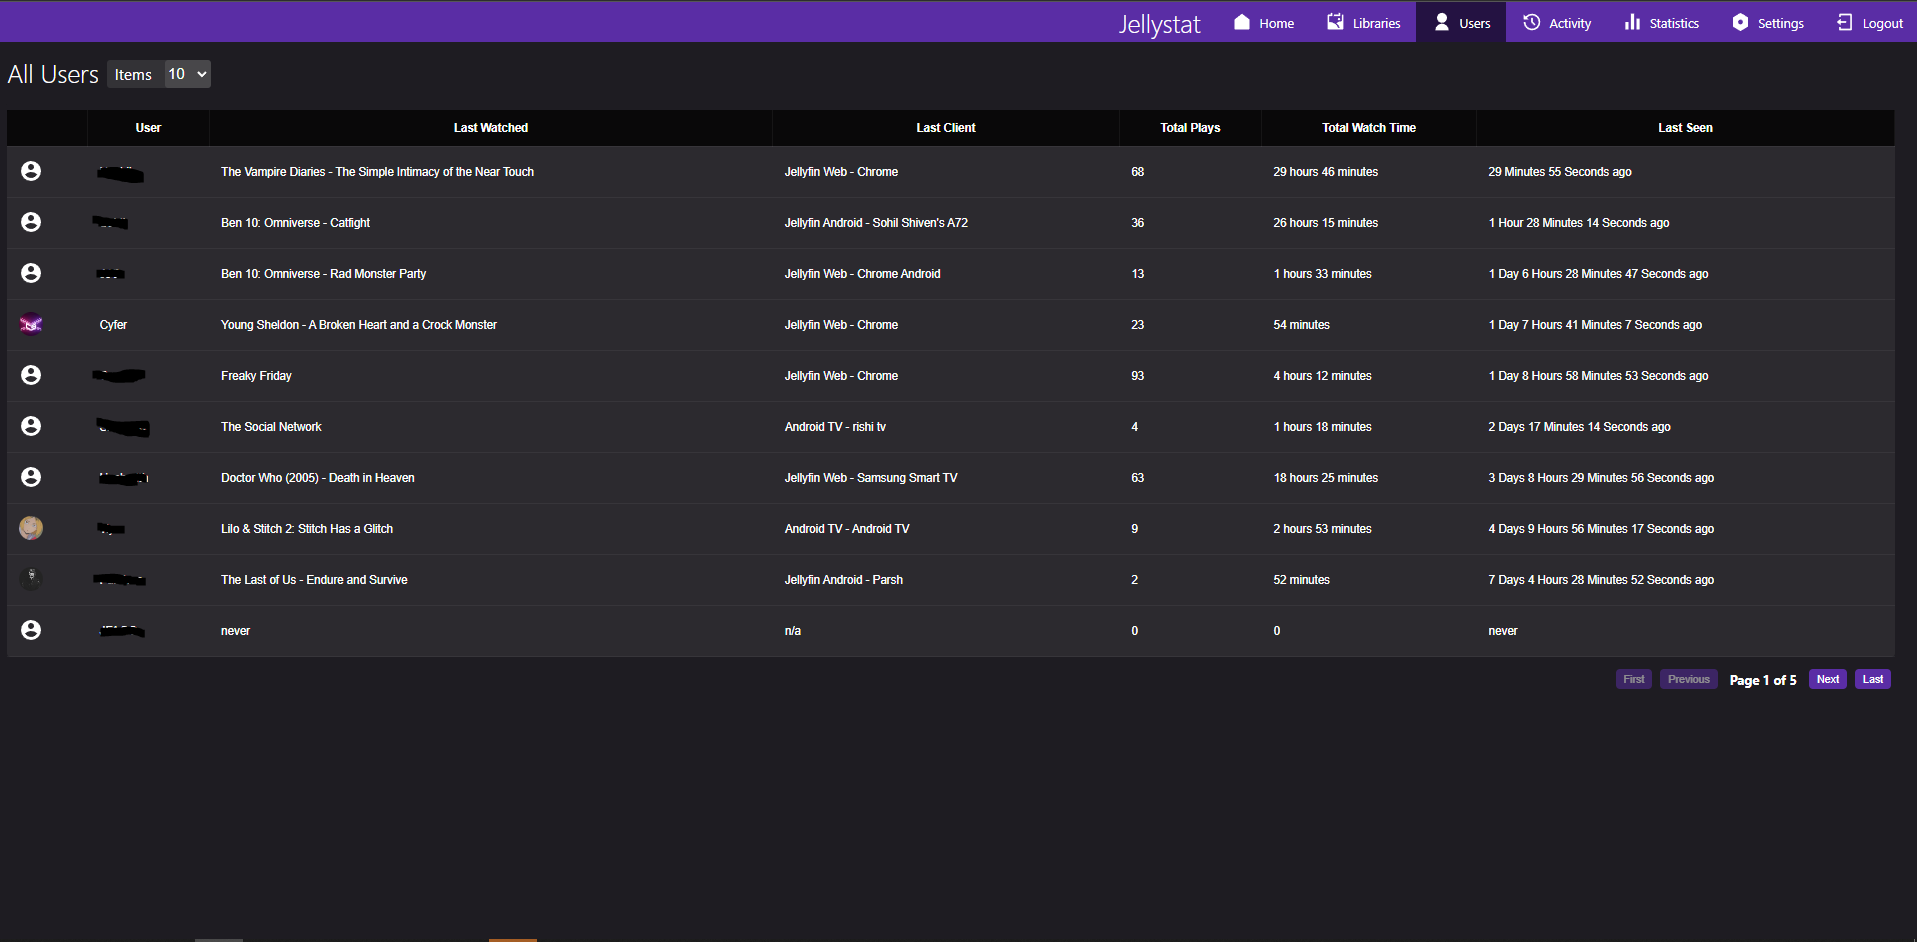 Jellystat Home Libraries Users Activity Statistics Settings Logout
All Users Items 10
User Last Watched Last Client Total Plays Total Watch Time Last Seen
The Vampire Diaries - The Simple Intimacy of the Near Touch Jellyfin Web - Chrome 68 29 hours 46 minutes 29 Minutes 55 Seconds ago
Ben 10: Omniverse - Catfight Jellyfin Android - Sohil Shiven's A72 36 26 hours 15 minutes 1 Hour 28 Minutes 14 Seconds ago
Ben 10: Omniverse - Rad Monster Party Jellyfin Web - Chrome Android 13 1 hours 33 minutes 1 Day 6 Hours 28 Minutes 47 Seconds ago
Cyfer Young Sheldon - A Broken Heart and a Crock Monster Jellyfin Web - Chrome 23 54 minutes 1 Day 7 Hours 41 Minutes 7 Seconds ago
Freaky Friday Jellyfin Web - Chrome 93 4 hours 12 minutes 1 Day 8 Hours 58 Minutes 53 Seconds ago
The Social Network Android TV - rishi tv 4 1 hours 18 minutes 2 Days 17 Minutes 14 Seconds ago
Doctor Who (2005) - Death in Heaven Jellyfin Web - Samsung Smart TV 63 18 hours 25 minutes 3 Days 8 Hours 29 Minutes 56 Seconds ago
Lilo & Stitch 2: Stitch Has a Glitch Android TV - Android TV 9 2 hours 53 minutes 4 Days 9 Hours 56 Minutes 17 Seconds ago
The Last of Us - Endure and Survive Jellyfin Android - Parsh 2 52 minutes 7 Days 4 Hours 28 Minutes 52 Seconds ago
never n/a 0 0 never
First Previous Page 1 of 5 Next Last